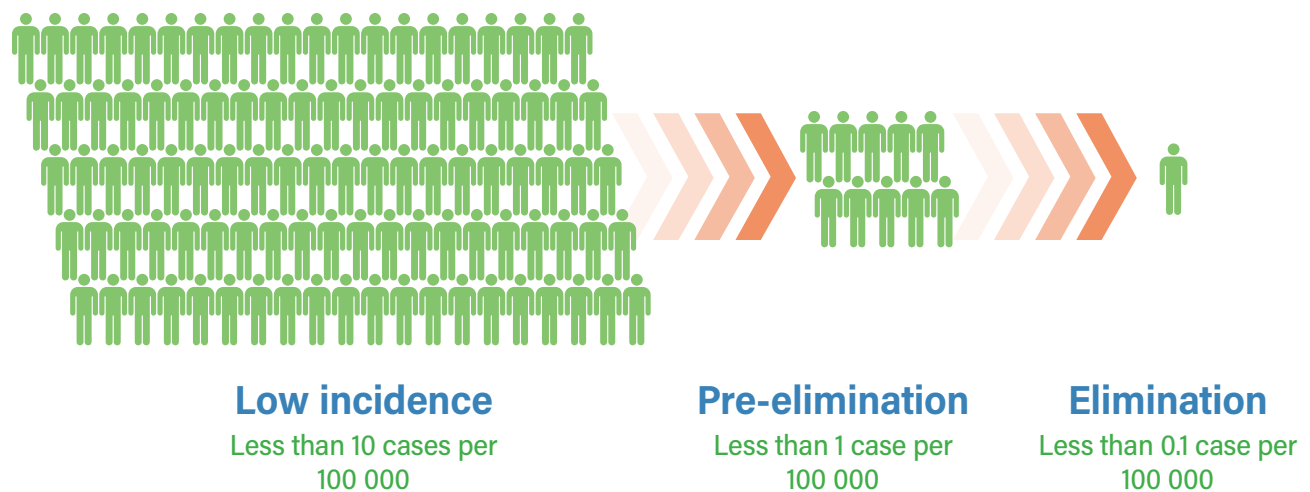 Low incidence
Less than 10 cases per
100 000
Pre-elimination
Less than 1 case per
100 000
Elimination
Less than 0.1 case per
100 000